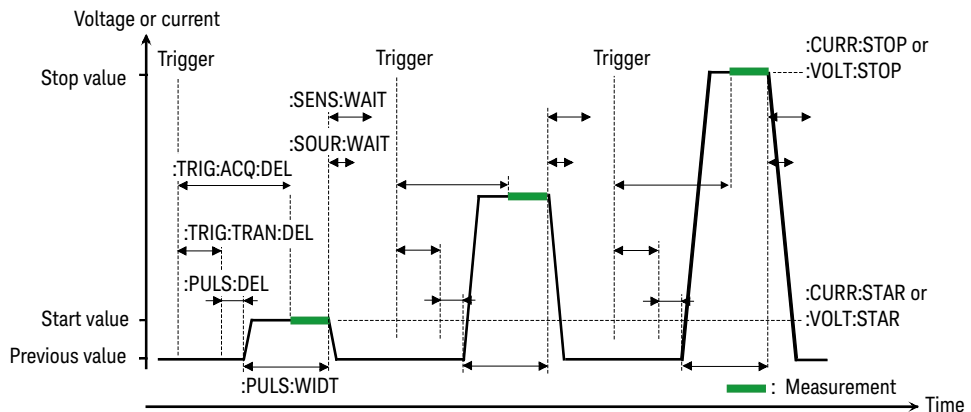 Voltage or current
Trigger
Trigger
Trigger
:CURR:STOP or
:VOLT:STOP
Stop value
:SENS:WAIT
:SOUR:WAIT
:TRIG:ACQ:DEL
:TRIG:TRAN:DEL
:PULS:DEL
:CURR:STAR or
:VOLT:STAR
Start value
Previous value
:PULS:WIDT
: Measurement
Time